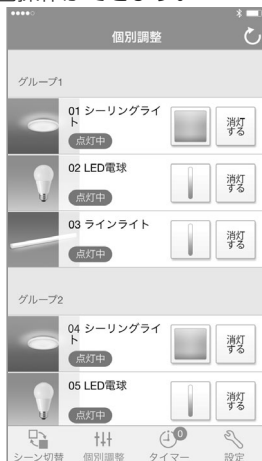 個別調整
グループ1
01 シーリングライ
ト
点灯中
消灯
する
02 LED電球
点灯中
消灯
する
03 ラインライト
点灯中
消灯
する
グループ2
04 シーリングライ
ト
点灯中
消灯
する
05 LED電球
点灯中
消灯
する
0
シーン切替 個別調整 タイマー 設定